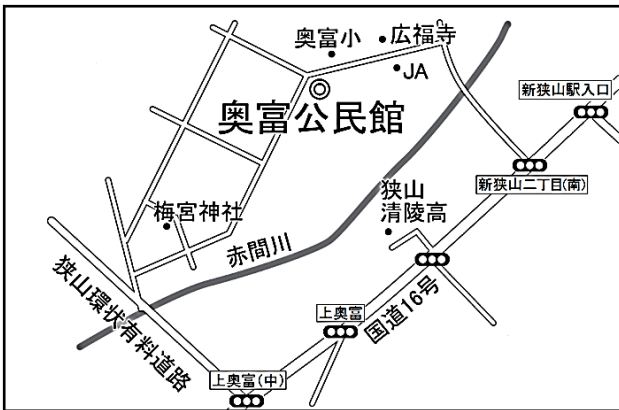 奥富小
広福寺
JA
新狭山駅入口
奥富公民館
新狭山二丁目(南)
狭山
清陵高
梅宮神社
赤間川
狭山環状有料道路
国道16号
上奥富
上奥富(中)